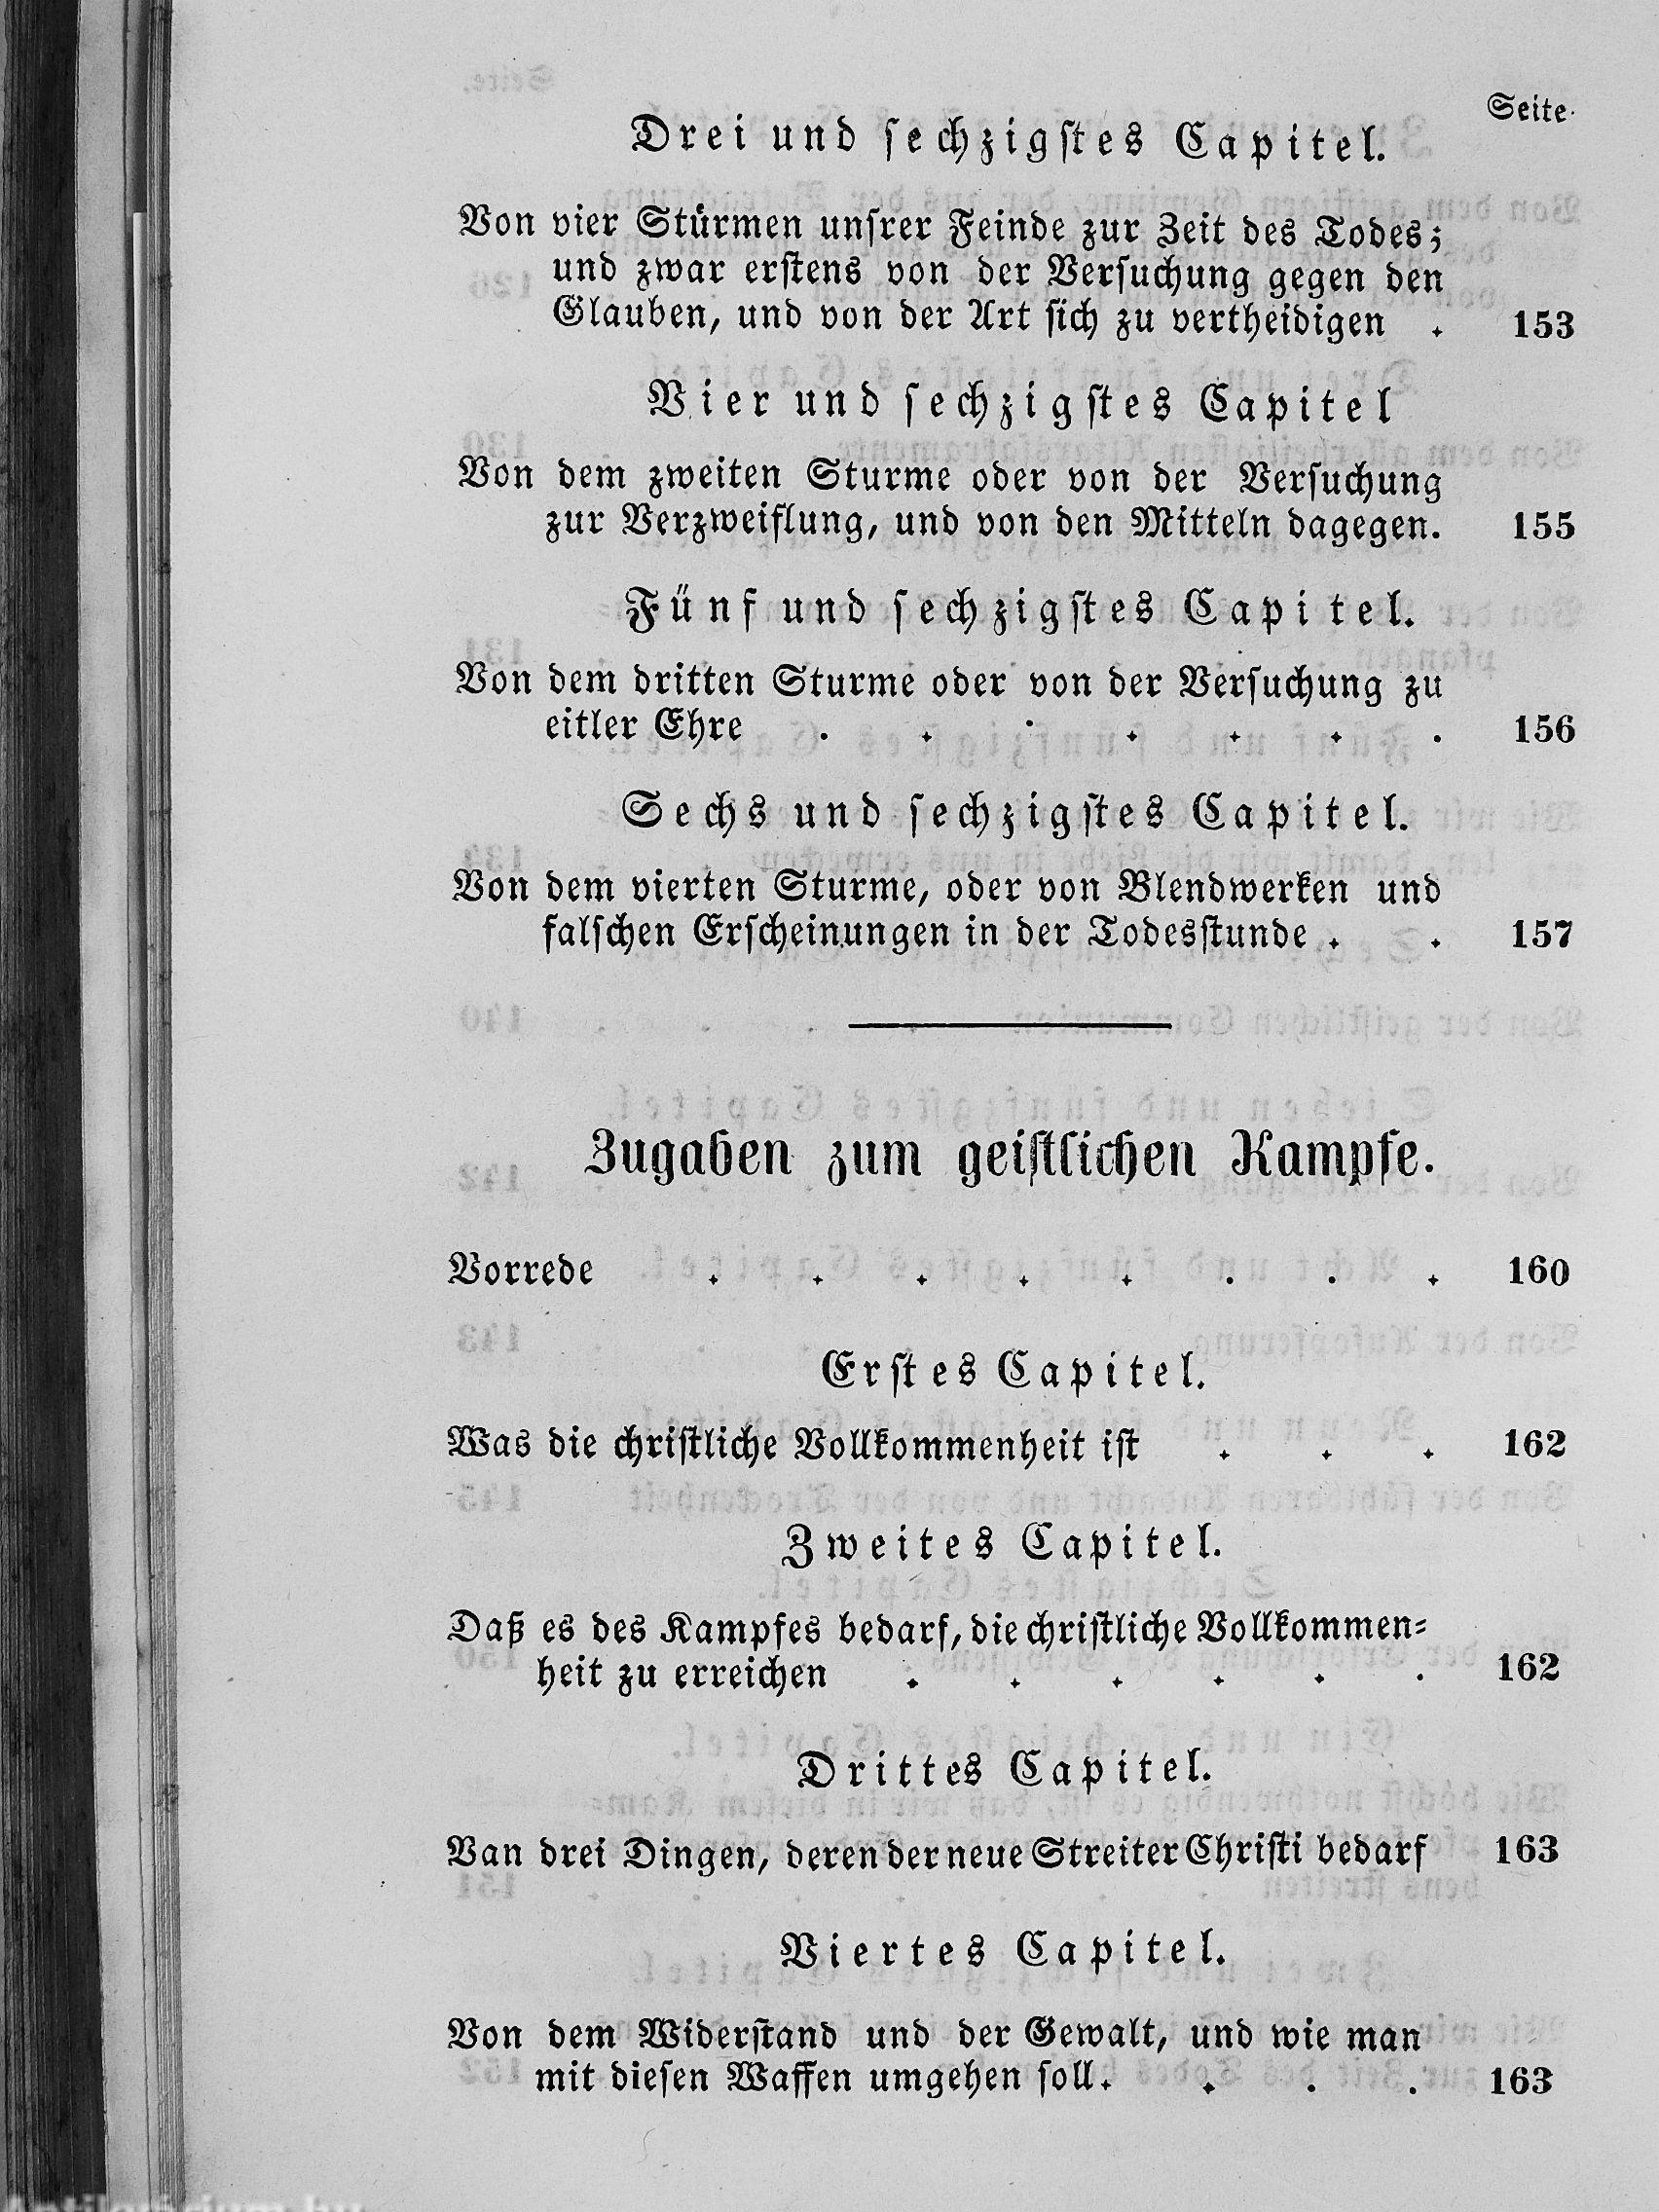 Seite.
Drei und sechzigstes Capitel.
Von vier Stürmen unsrer Feinde zur Zeit des Todes;
und zwar erstens von der Versuchung gegen den
Glauben, und von der Art sich zu vertheidigen . 153
Vier und sechzigstes Capitel
Von dem zweiten Sturme oder von der Versuchung
zur Verzweiflung, und von den Mitteln dagegen. 155
Fünf und sechzigstes Capitel.
Von dem dritten Sturme oder von der Versuchung zu
eitler Ehre . . . . . . . 156
Sechs und sechzigstes Capitel.
Von dem vierten Sturme, oder von Blendwerken und
falschen Erscheinungen in der Todesstunde . . 157
Zugaben zum geistlichen Kampfe.
Vorrede . . . . . . . . 160
Erstes Capitel.
Was die christliche Vollkommenheit ist . . . 162
Zweites Capitel.
Daß es des Kampfes bedarf, die christliche Vollkommen-
heit zu erreichen . . . . . . 162
Drittes Capitel.
Van drei Dingen, deren der neue Streiter Christi bedarf 163
Viertes Capitel.
Von dem Widerstand und der Gewalt, und wie man
mit diesen Waffen umgehen soll. . . . 163